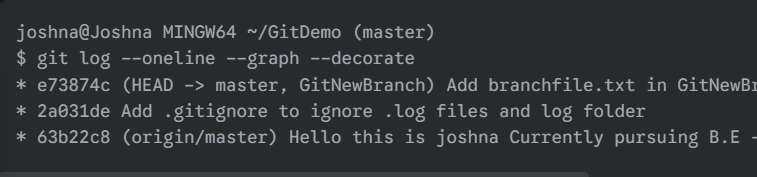 joshna@Joshna MINGW64 ~/GitDemo (master)
$ git log --oneline --graph --decorate
* e73874c (HEAD -> master, GitNewBranch) Add branchfile.txt in GitNewBr
* 2a031de Add .gitignore to ignore .log files and log folder
* 63b22c8 (origin/master) Hello this is joshna Currently pursuing B.E -